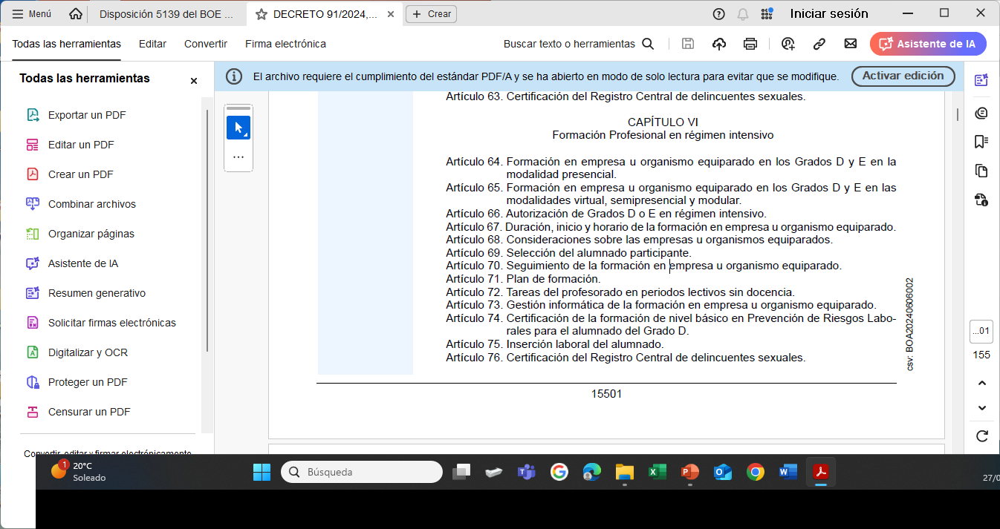 Menú
Disposición 5139 del BOE ...
DECRETO 91/2024,...
Crear
Iniciar sesión
Todas las herramientas
Editar
Convertir
Firma electrónica
Buscar texto o herramientas
Asistente de IA
Todas las herramientas
El archivo requiere el cumplimiento del estándar PDF/A y se ha abierto en modo de solo lectura para evitar que se modifique.
Activar edición
Exportar un PDF
Editar un PDF
Crear un PDF
Combinar archivos
Organizar páginas
Asistente de IA
Resumen generativo
Solicitar firmas electrónicas
Digitalizar y OCR
Proteger un PDF
Censurar un PDF
Convertir, editar y firmar electrónicamente
Artículo 63. Certificación del Registro Central de delincuentes sexuales.
CAPÍTULO VI
Formación Profesional en régimen intensivo
Artículo 64. Formación en empresa u organismo equiparado en los Grados D y E en la
modalidad presencial.
Artículo 65. Formación en empresa u organismo equiparado en los Grados D y E en las
modalidades virtual, semipresencial y modular.
Artículo 66. Autorización de Grados D o E en régimen intensivo.
Artículo 67. Duración, inicio y horario de la formación en empresa u organismo equiparado.
Artículo 68. Consideraciones sobre las empresas u organismos equiparados.
Artículo 69. Selección del alumnado participante.
Artículo 70. Seguimiento de la formación en empresa u organismo equiparado.
Artículo 71. Plan de formación.
Artículo 72. Tareas del profesorado en periodos lectivos sin docencia.
Artículo 73. Gestión informática de la formación en empresa u organismo equiparado.
Artículo 74. Certificación de la formación de nivel básico en Prevención de Riesgos Labo-
rales para el alumnado del Grado D.
Artículo 75. Inserción laboral del alumnado.
Artículo 76. Certificación del Registro Central de delincuentes sexuales.
csv: BOA20240606002
15501
...01
155
1
20°C
Soleado
Búsqueda
27/0